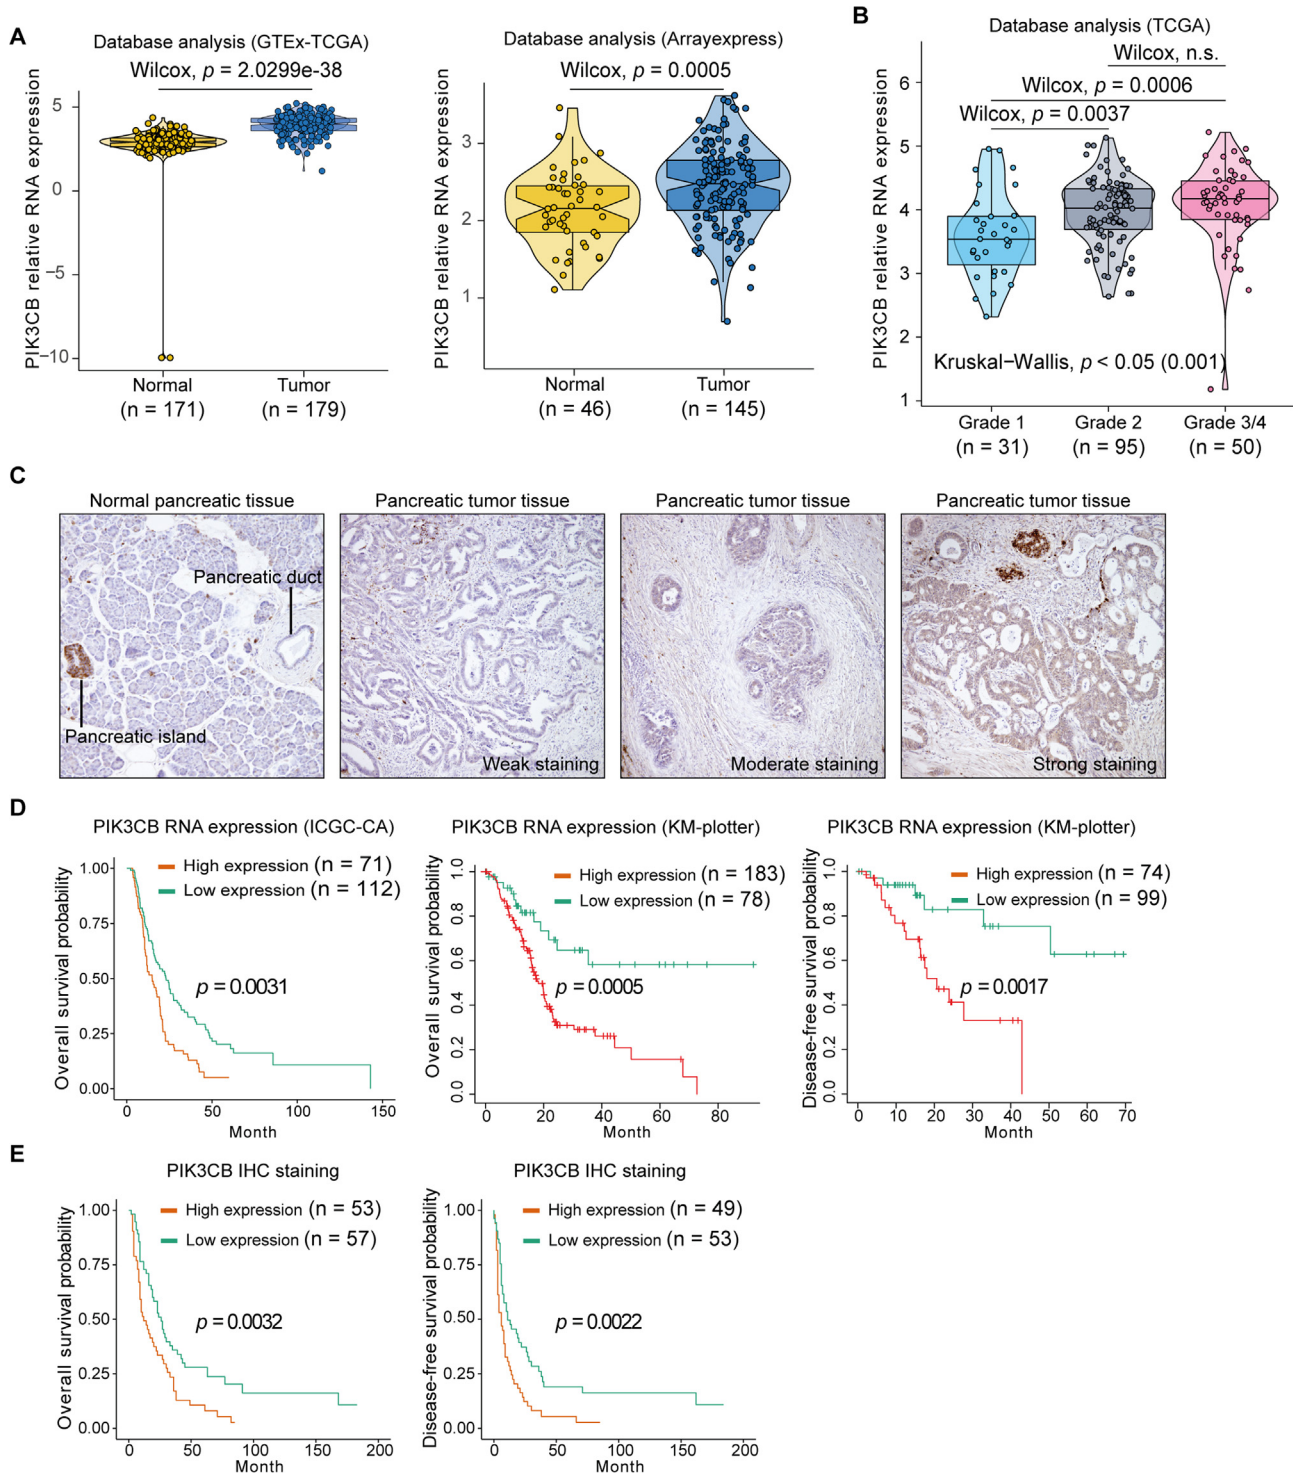 A
Database analysis (GTEx-TCGA)
Wilcox, p = 2.0299e-38
PIK3CB relative RNA expression
5
0
−5
−10
Normal
(n = 171)
Tumor
(n = 179)
Database analysis (Arrayexpress)
Wilcox, p = 0.0005
PIK3CB relative RNA expression
3
2
1
Normal
(n = 46)
Tumor
(n = 145)
B
Database analysis (TCGA)
Wilcox, n.s.
Wilcox, p = 0.0006
Wilcox, p = 0.0037
PIK3CB relative RNA expression
6
5
4
3
2
1
Kruskal−Wallis, p < 0.05 (0.001)
Grade 1
(n = 31)
Grade 2
(n = 95)
Grade 3/4
(n = 50)
C
Normal pancreatic tissue
Pancreatic duct
Pancreatic island
Pancreatic tumor tissue
Weak staining
Pancreatic tumor tissue
Moderate staining
Pancreatic tumor tissue
Strong staining
D
PIK3CB RNA expression (ICGC-CA)
High expression (n = 71)
Low expression (n = 112)
p = 0.0031
Overall survival probability
1.00
0.75
0.50
0.25
0.00
0 50 100 150
Month
PIK3CB RNA expression (KM-plotter)
High expression (n = 183)
Low expression (n = 78)
p = 0.0005
Overall survival probability
1.0
0.8
0.6
0.4
0.2
0.0
0 20 40 60 80
Month
PIK3CB RNA expression (KM-plotter)
High expression (n = 74)
Low expression (n = 99)
p = 0.0017
Disease-free survival probability
1.0
0.8
0.6
0.4
0.2
0.0
0 10 20 30 40 50 60 70
Month
E
PIK3CB IHC staining
High expression (n = 53)
Low expression (n = 57)
p = 0.0032
Overall survival probability
1.00
0.75
0.50
0.25
0.00
0 50 100 150 200
Month
PIK3CB IHC staining
High expression (n = 49)
Low expression (n = 53)
p = 0.0022
Disease-free survival probability
1.00
0.75
0.50
0.25
0.00
0 50 100 150 200
Month